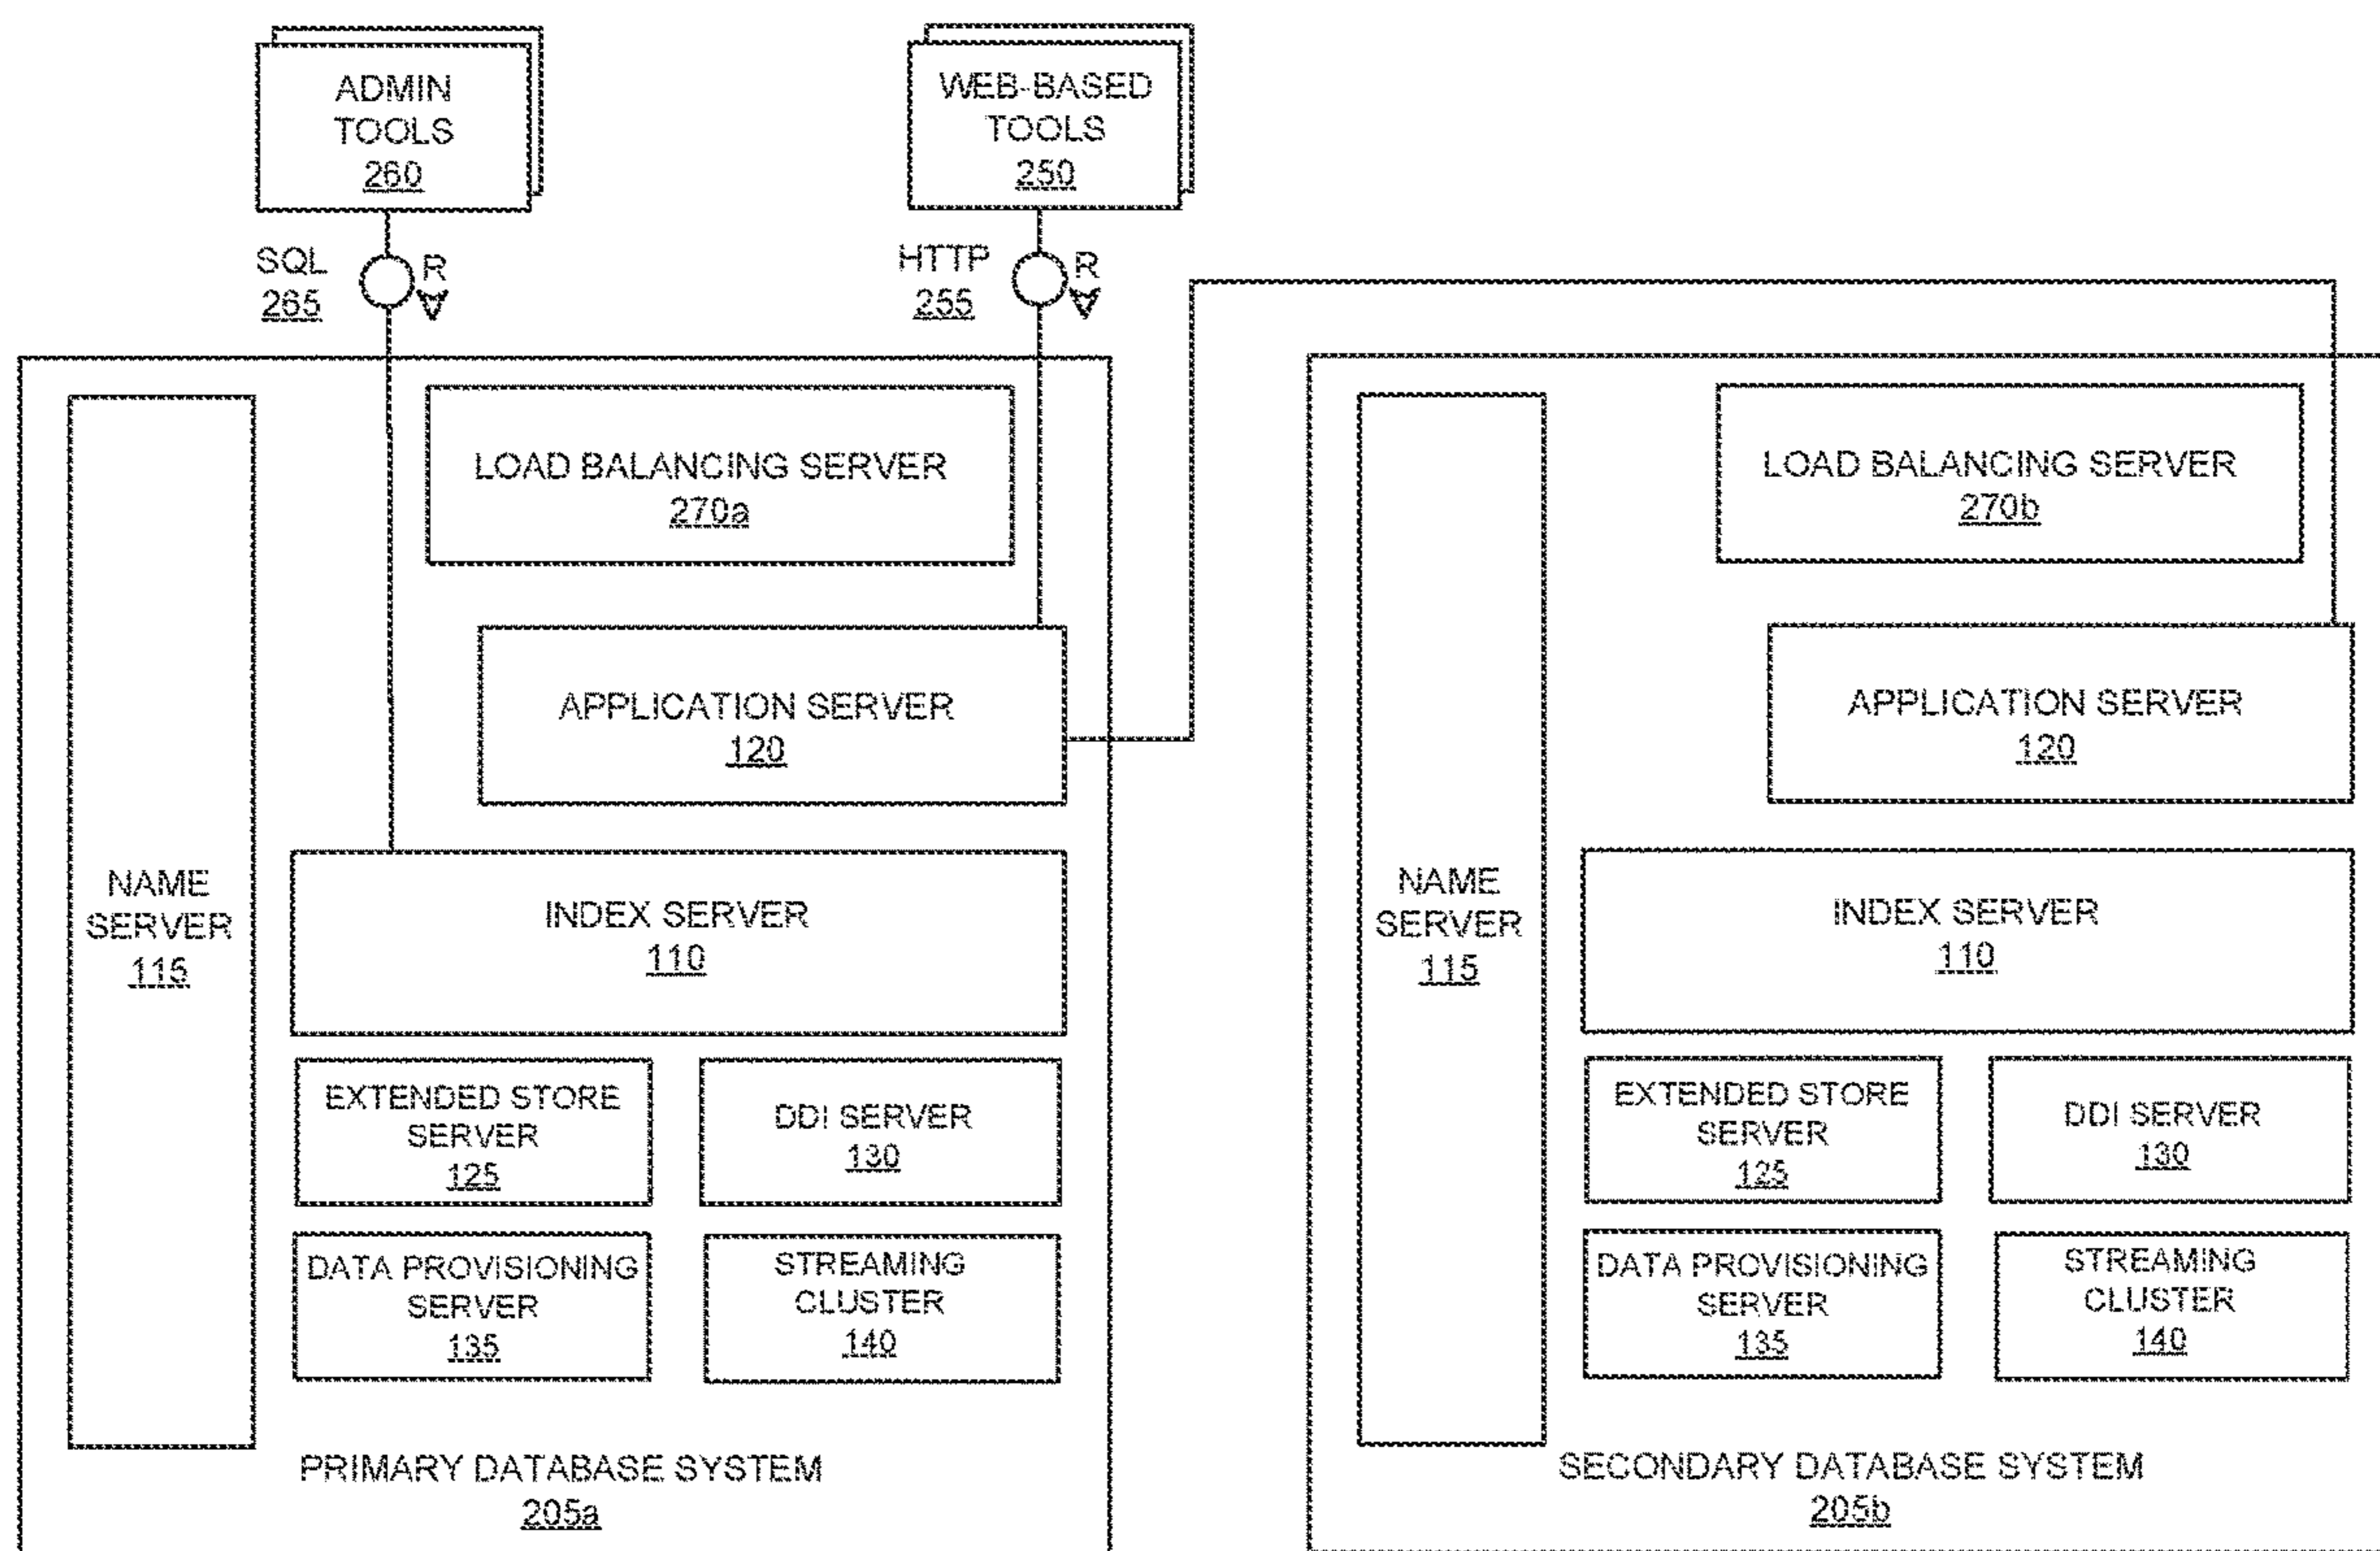 ADMIN
TOOLS
260
WEB-BASED
TOOLS
250
SQL
265
R
HTTP
255
R
LOAD BALANCING SERVER
270a
APPLICATION SERVER
120
NAME
SERVER
115
INDEX SERVER
110
EXTENDED STORE
SERVER
125
DDI SERVER
130
DATA PROVISIONING
SERVER
135
STREAMING
CLUSTER
140
PRIMARY DATABASE SYSTEM
205a
LOAD BALANCING SERVER
270b
APPLICATION SERVER
120
NAME
SERVER
115
INDEX SERVER
110
EXTENDED STORE
SERVER
125
DDI SERVER
130
DATA PROVISIONING
SERVER
135
STREAMING
CLUSTER
140
SECONDARY DATABASE SYSTEM
205b